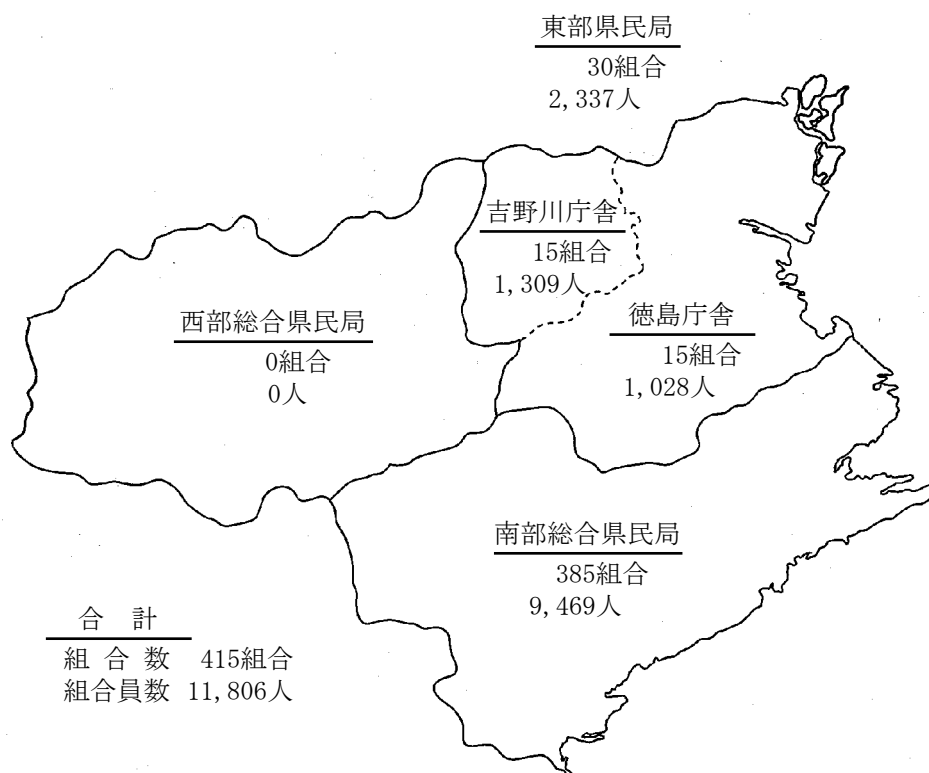 東部県民局
30組合
2,337人
吉野川庁舎
15組合
1,309人
西部総合県民局
0組合
0人
徳島庁舎
15組合
1,028人
南部総合県民局
385組合
9,469人
合 計
組 合 数 415組合
組合員数 11,806人